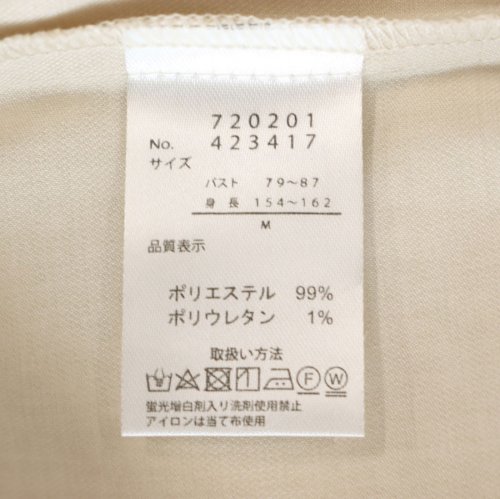 720201
No. 423417
サイズ
バスト 79～87
身長 154～162
M
品質表示
ポリエステル 99%
ポリウレタン 1%
取扱い方法
F W
蛍光増白剤入り洗剤使用禁止
アイロンは当て布使用